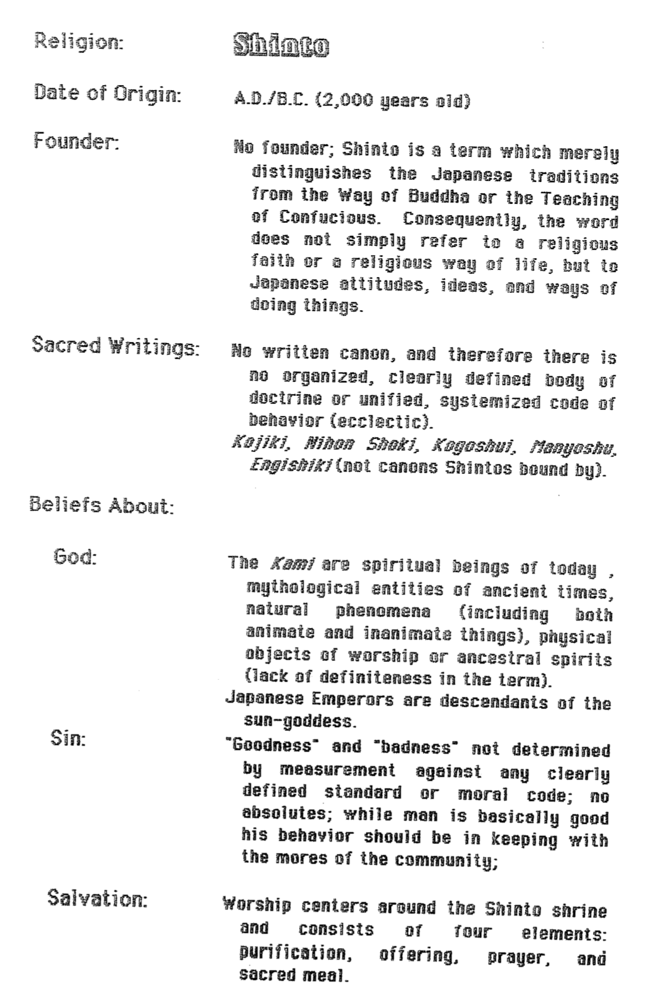 Religion: Shinto
Date of Origin: A.D./B.C. (2,000 years old)
Founder: No founder; Shinto is a term which merely
distinguishes the Japanese traditions
from the Way of Buddha or the Teaching
of Confucious. Consequently, the word
does not simply refer to a religious
faith or a religious way of life, but to
Japanese attitudes, ideas, and ways of
doing things.
Sacred Writings: No written canon, and therefore there is
no organized, clearly defined body of
doctrine or unified, systemized code of
behavior (ecclectic).
Kojiki, Nihon Shoki, Kogoshui, Manyoshu,
Engishiki (not canons Shintos bound by).
Beliefs About:
God: The Kami are spiritual beings of today ,
mythological entities of ancient times,
natural phenomena (including both
animate and inanimate things), physical
objects of worship or ancestral spirits
(lack of definiteness in the term).
Japanese Emperors are descendants of the
sun-goddess.
Sin: "Goodness" and "badness" not determined
by measurement against any clearly
defined standard or moral code; no
absolutes; while man is basically good
his behavior should be in keeping with
the mores of the community;
Salvation: Worship centers around the Shinto shrine
and consists of four elements:
purification, offering, prayer, and
sacred meal.